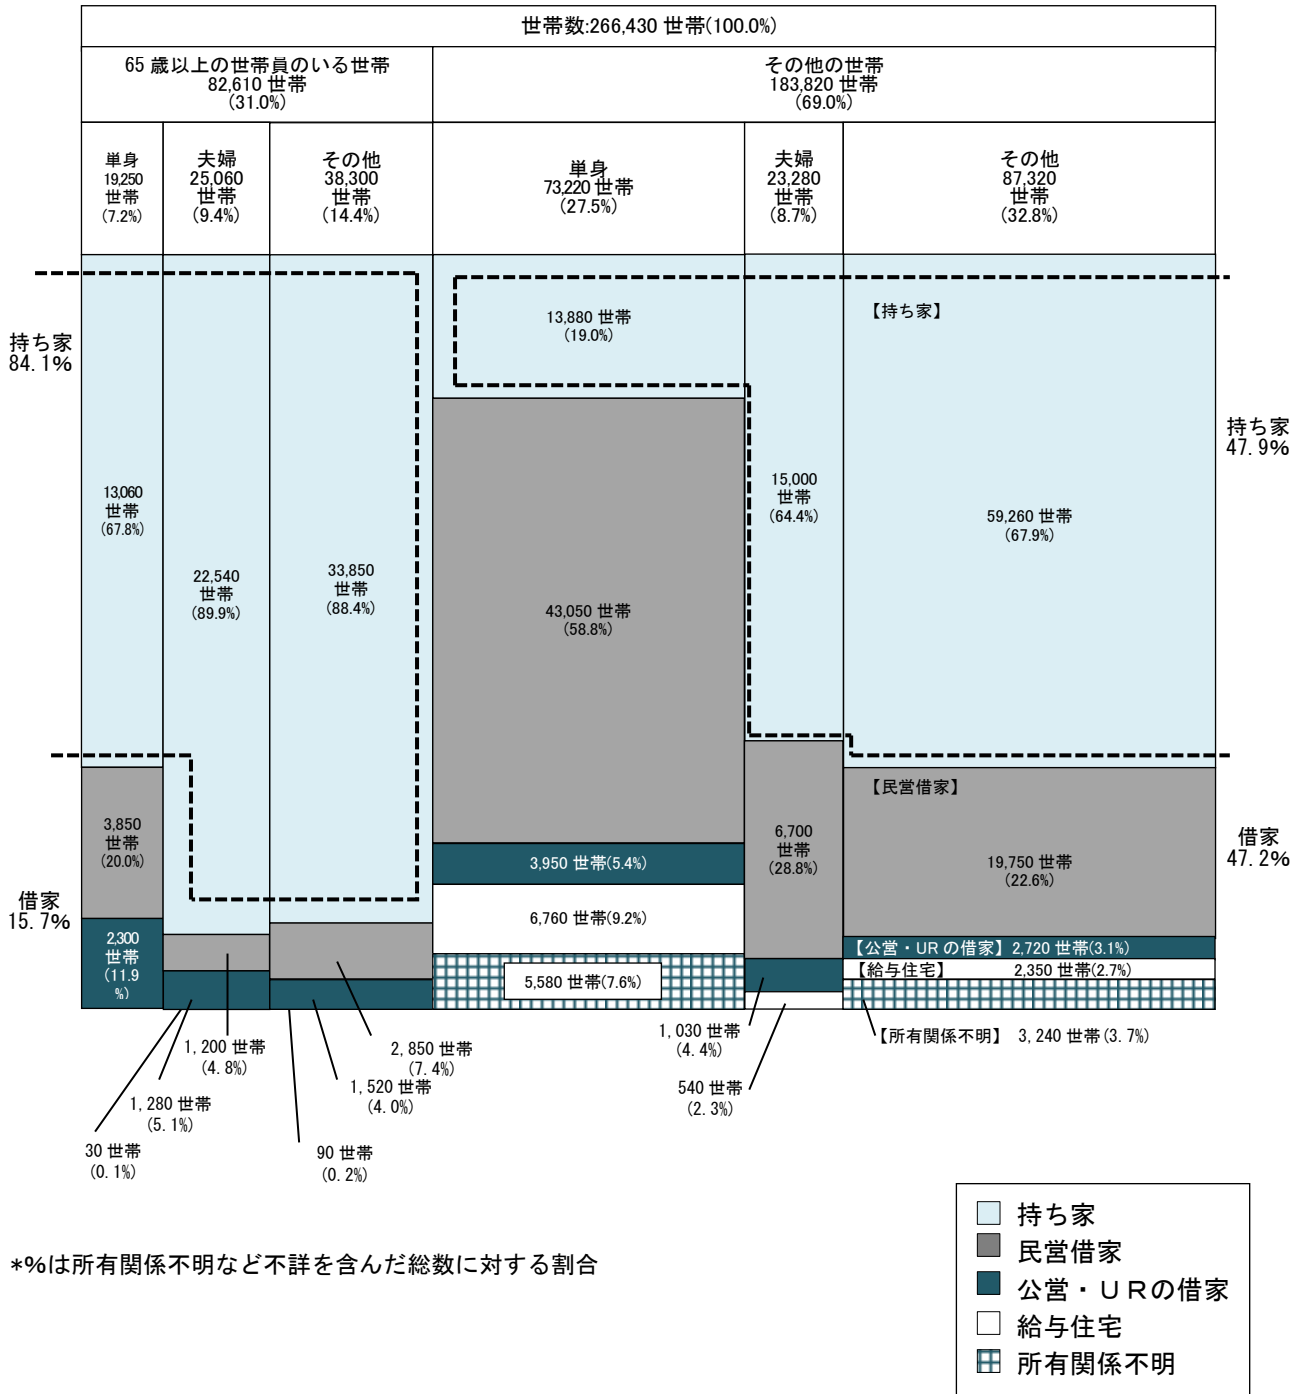 世帯数:266,430 世帯(100.0%)
65 歳以上の世帯員のいる世帯
82,610 世帯
(31.0%)
その他の世帯
183,820 世帯
(69.0%)
単身
19,250
世帯
(7.2%)
夫婦
25,060
世帯
(9.4%)
その他
38,300
世帯
(14.4%)
単身
73,220 世帯
(27.5%)
夫婦
23,280
世帯
(8.7%)
その他
87,320
世帯
(32.8%)
持ち家
84.1%
借家
15.7%
13,060
世帯
(67.8%)
3,850
世帯
(20.0%)
2,300
世帯
(11.9
%)
22,540
世帯
(89.9%)
33,850
世帯
(88.4%)
13,880 世帯
(19.0%)
43,050 世帯
(58.8%)
3,950 世帯(5.4%)
6,760 世帯(9.2%)
5,580 世帯(7.6%)
15,000
世帯
(64.4%)
6,700
世帯
(28.8%)
【持ち家】
59,260 世帯
(67.9%)
【民営借家】
19,750 世帯
(22.6%)
【公営・UR の借家】2,720 世帯(3.1%)
【給与住宅】 2,350 世帯(2.7%)
【所有関係不明】 3,240 世帯(3.7%)
持ち家
47.9%
借家
47.2%
1,200 世帯
(4.8%)
1,280 世帯
(5.1%)
30 世帯
(0.1%)
2,850 世帯
(7.4%)
1,520 世帯
(4.0%)
90 世帯
(0.2%)
1,030 世帯
(4.4%)
540 世帯
(2.3%)
*%は所有関係不明など不詳を含んだ総数に対する割合
持ち家
民営借家
公営・ＵＲの借家
給与住宅
所有関係不明